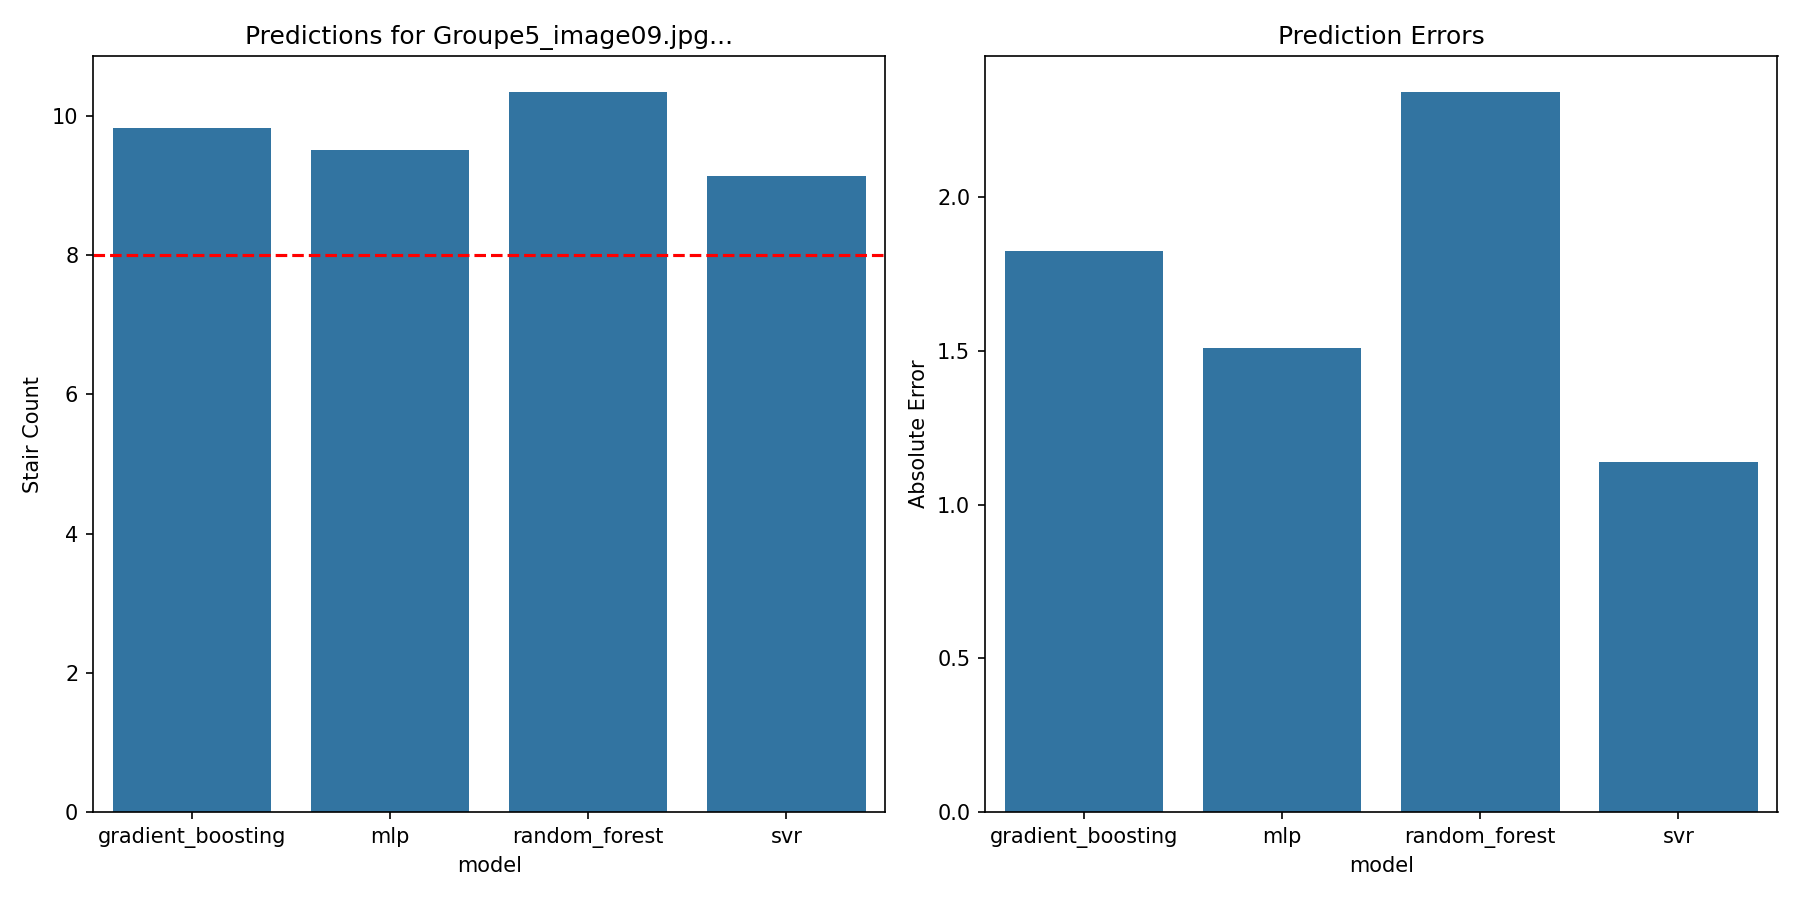 Predictions for Groupe5_image09.jpg...
Stair Count
10
8
6
4
2
0
gradient_boosting mlp random_forest svr
model
Prediction Errors
Absolute Error
2.0
1.5
1.0
0.5
0.0
gradient_boosting mlp random_forest svr
model